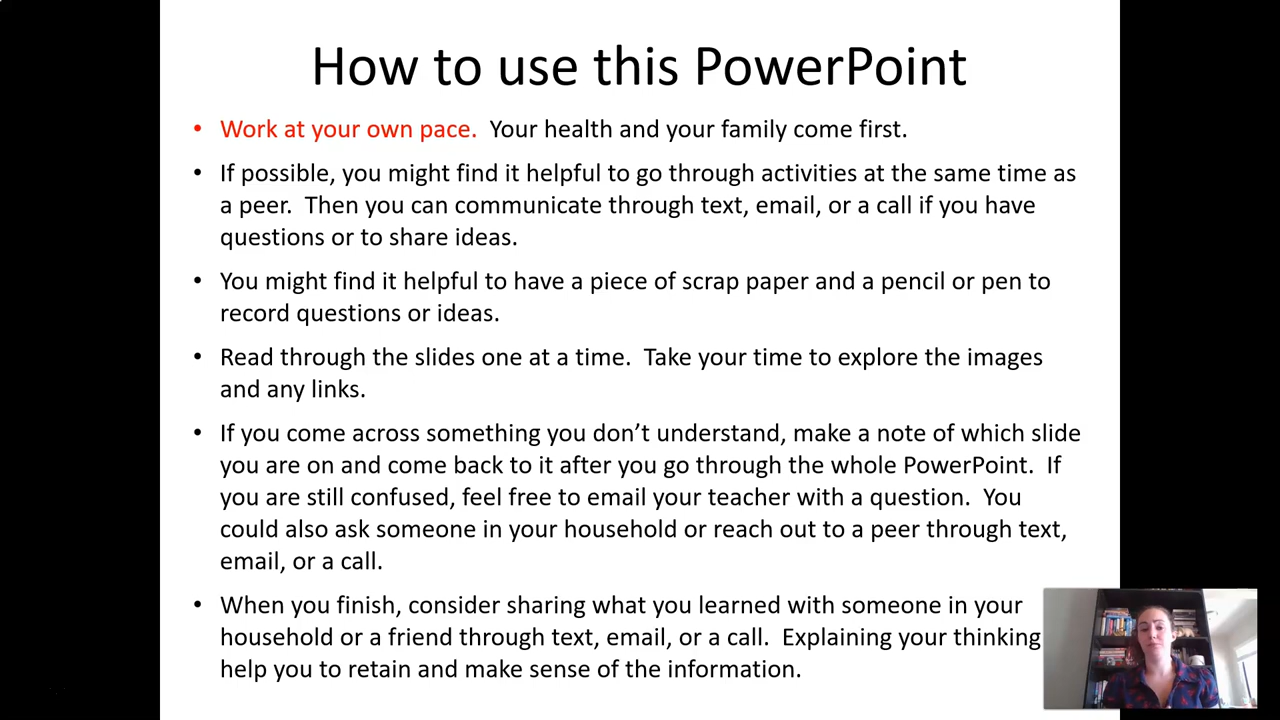 How to use this PowerPoint
• Work at your own pace.  Your health and your family come first.
• If possible, you might find it helpful to go through activities at the same time as
a peer.  Then you can communicate through text, email, or a call if you have
questions or to share ideas.
• You might find it helpful to have a piece of scrap paper and a pencil or pen to
record questions or ideas.
• Read through the slides one at a time.  Take your time to explore the images
and any links.
• If you come across something you don’t understand, make a note of which slide
you are on and come back to it after you go through the whole PowerPoint.  If
you are still confused, feel free to email your teacher with a question.  You
could also ask someone in your household or reach out to a peer through text,
email, or a call.
• When you finish, consider sharing what you learned with someone in your
household or a friend through text, email, or a call.  Explaining your thinking
help you to retain and make sense of the information.